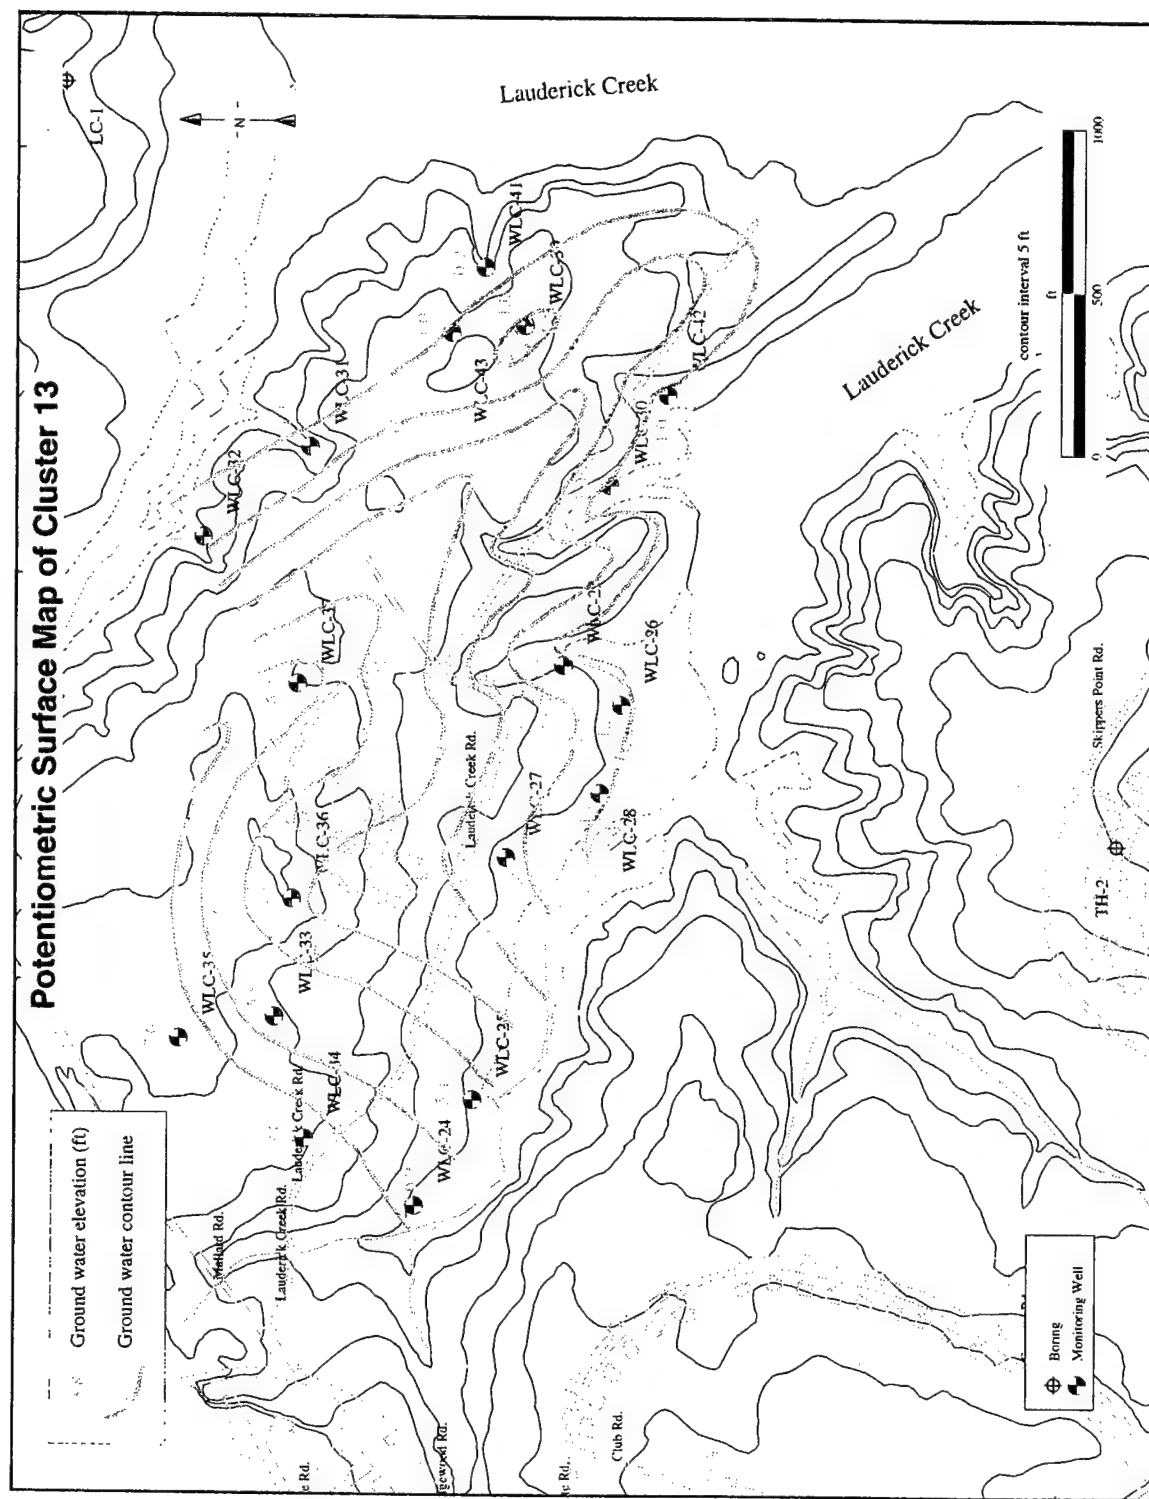 Potentiometric Surface Map of Cluster 13
Ground water elevation (ft)
Ground water contour line
LC-1
- N -
Lauderick Creek
WLC-41
WLC-31
WLC-43
WLC-42
WLC-32
WLC-37
WLC-26
WLC-36
WLC-27
WLC-28
WLC-33
WLC-35
WLC-34
WLC-25
WLC-24
Lauderick Creek Rd.
Lauderick Creek Rd.
Lauderick Creek Rd.
Mallard Rd.
Lauderick Creek
contour interval 5 ft
ft
0
500
1000
Skippers Point Rd.
TH-2
Club Rd.
Boring
Monitoring Well